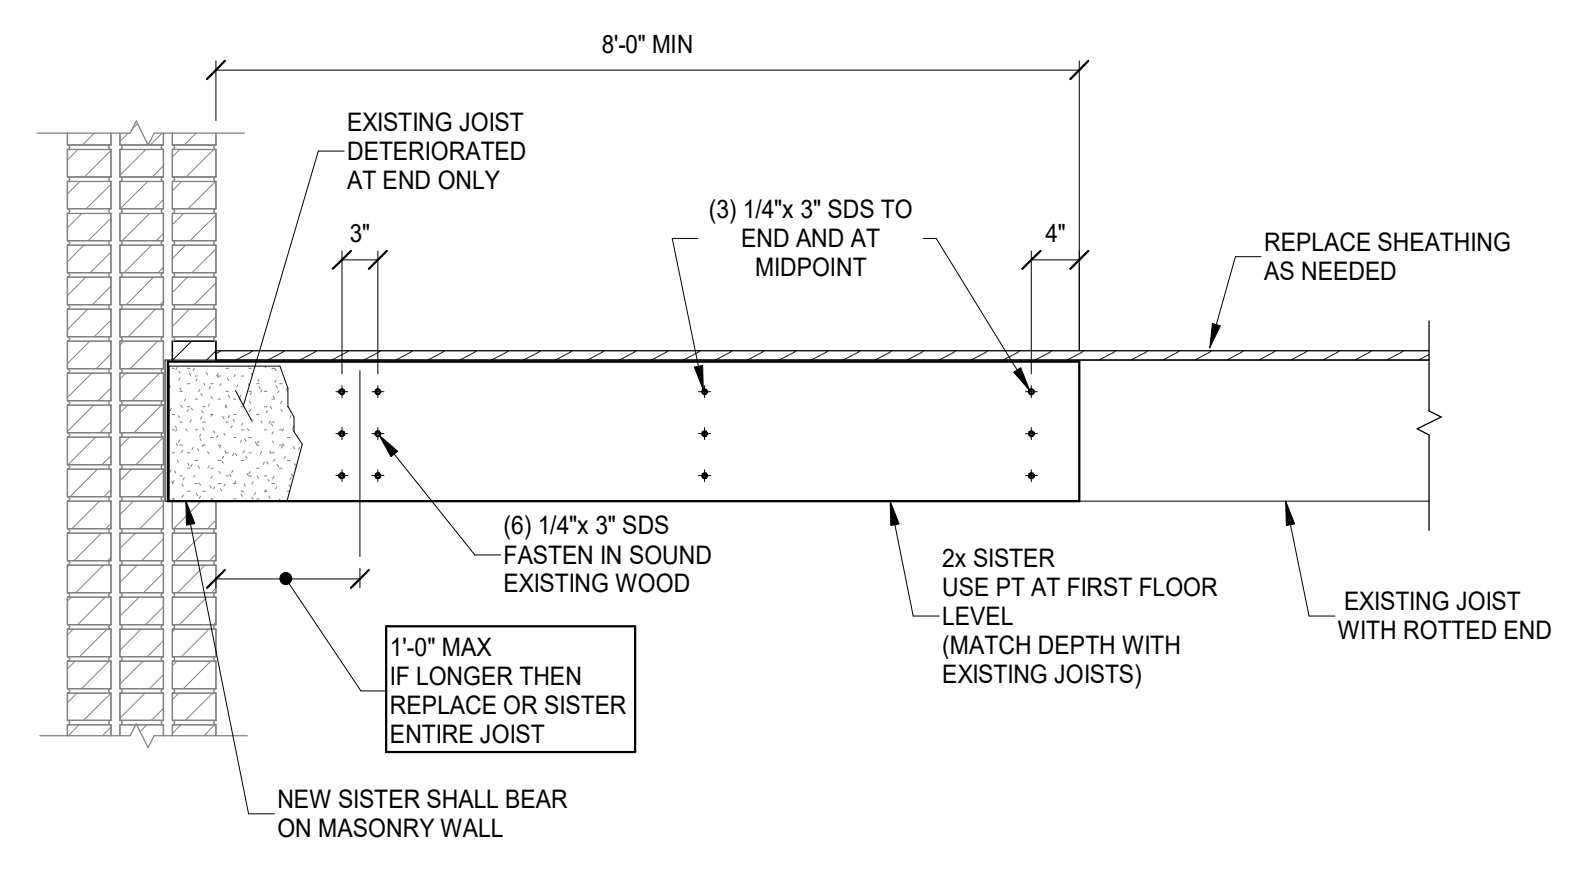 8'-0" MIN
EXISTING JOIST
DETERIORATED
AT END ONLY
3"
(3) 1/4"x 3" SDS TO
END AND AT
MIDPOINT
4"
REPLACE SHEATHING
AS NEEDED
(6) 1/4"x 3" SDS
FASTEN IN SOUND
EXISTING WOOD
2x SISTER
USE PT AT FIRST FLOOR
LEVEL
(MATCH DEPTH WITH
EXISTING JOISTS)
EXISTING JOIST
WITH ROTTED END
1'-0" MAX
IF LONGER THEN
REPLACE OR SISTER
ENTIRE JOIST
NEW SISTER SHALL BEAR
ON MASONRY WALL